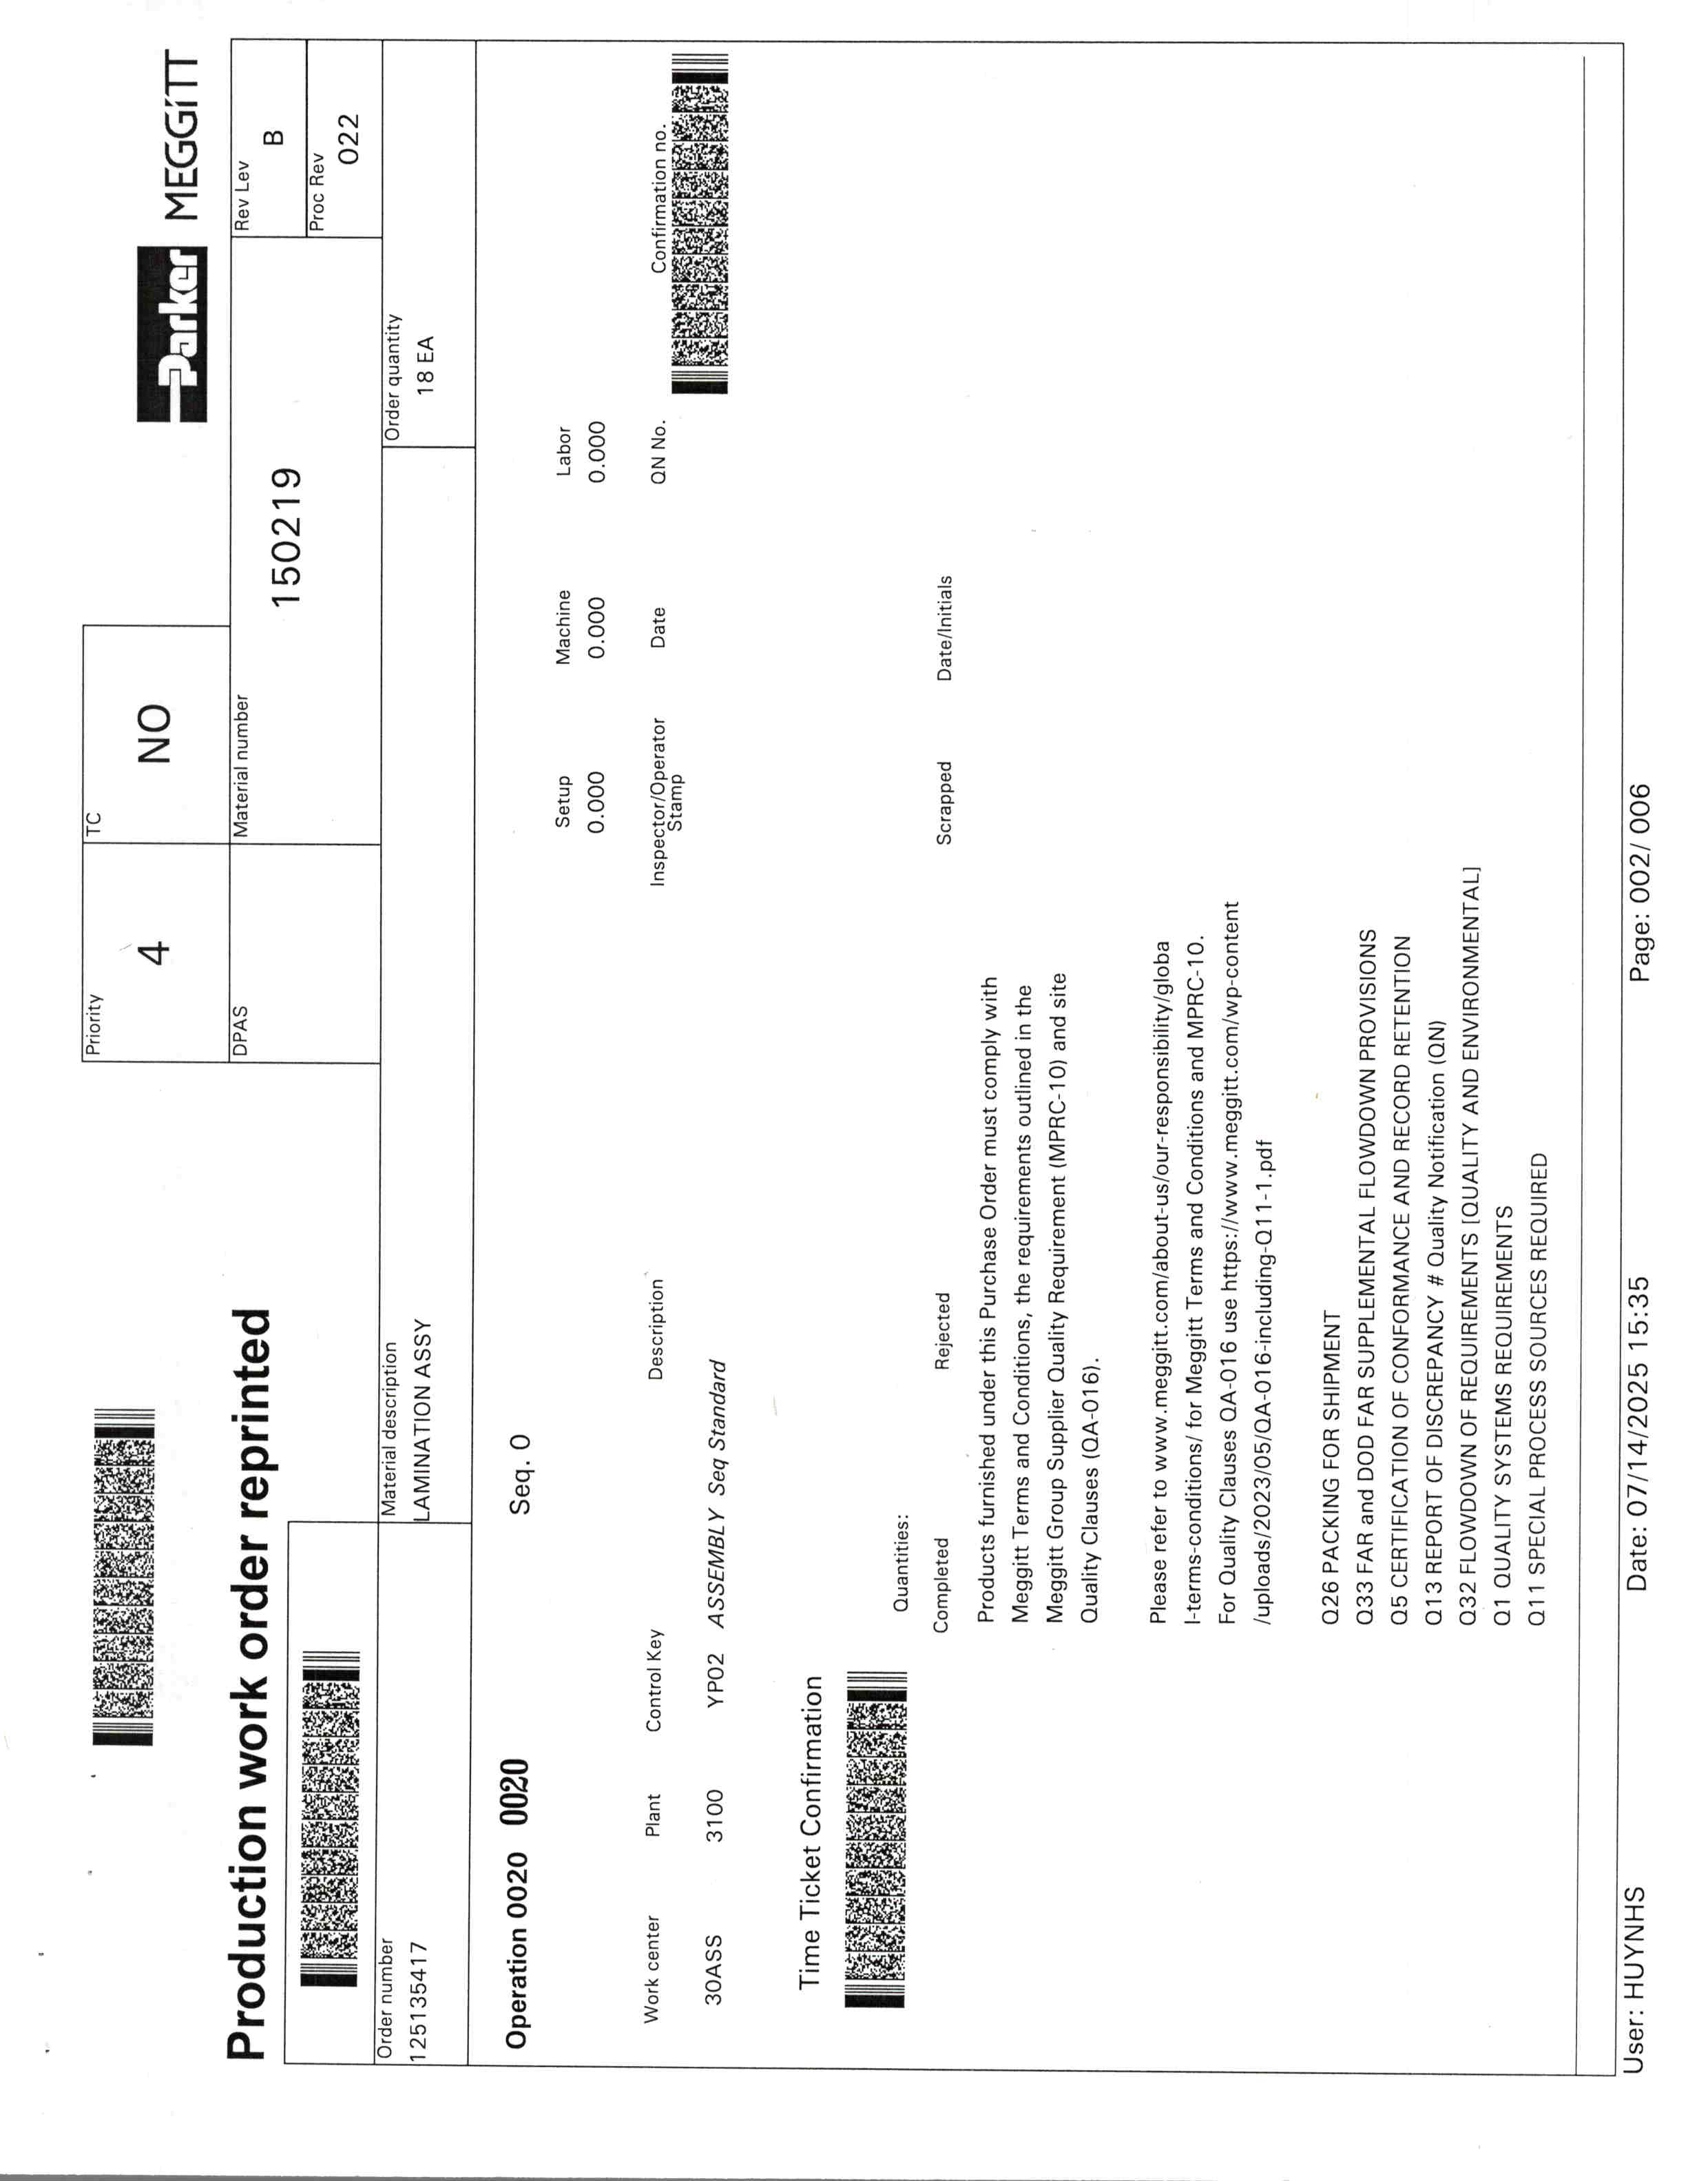 Parker MEGGiTT
Production work order reprinted
Priority TC
4 NO
DPAS Material number Rev Lev
150219 B
Proc Rev
022
Order number Material description Order quantity
1251354​17 LAMINATION ASSY 18 EA
Operation 0020 0020 Seq. 0
Setup Machine Labor
0.000 0.000 0.000
Work center Plant Control Key Description Inspector/Operator Stamp Date QN No. Confirmation no.
30ASS 3100 YP02 ASSEMBLY Seq Standard
Time Ticket Confirmation
Quantities:
Completed Rejected Scrapped Date/Initials
Products furnished under this Purchase Order must comply with
Meggitt Terms and Conditions, the requirements outlined in the
Meggitt Group Supplier Quality Requirement (MPRC-10) and site
Quality Clauses (QA-016).
Please refer to www.meggitt.com/about-us/our-responsibility/globa
l-terms-conditions/ for Meggitt Terms and Conditions and MPRC-10.
For Quality Clauses QA-016 use https://www.meggitt.com/wp-content
/uploads/2023/05/QA-016-including-Q11-1.pdf
Q26 PACKING FOR SHIPMENT
Q33 FAR and DOD FAR SUPPLEMENTAL FLOWDOWN PROVISIONS
Q5 CERTIFICATION OF CONFORMANCE AND RECORD RETENTION
Q13 REPORT OF DISCREPANCY # Quality Notification (QN)
Q32 FLOWDOWN OF REQUIREMENTS [QUALITY AND ENVIRONMENTAL]
Q1 QUALITY SYSTEMS REQUIREMENTS
Q11 SPECIAL PROCESS SOURCES REQUIRED
User: HUYNHS Date: 07/14/2025 15:35 Page: 002/ 006